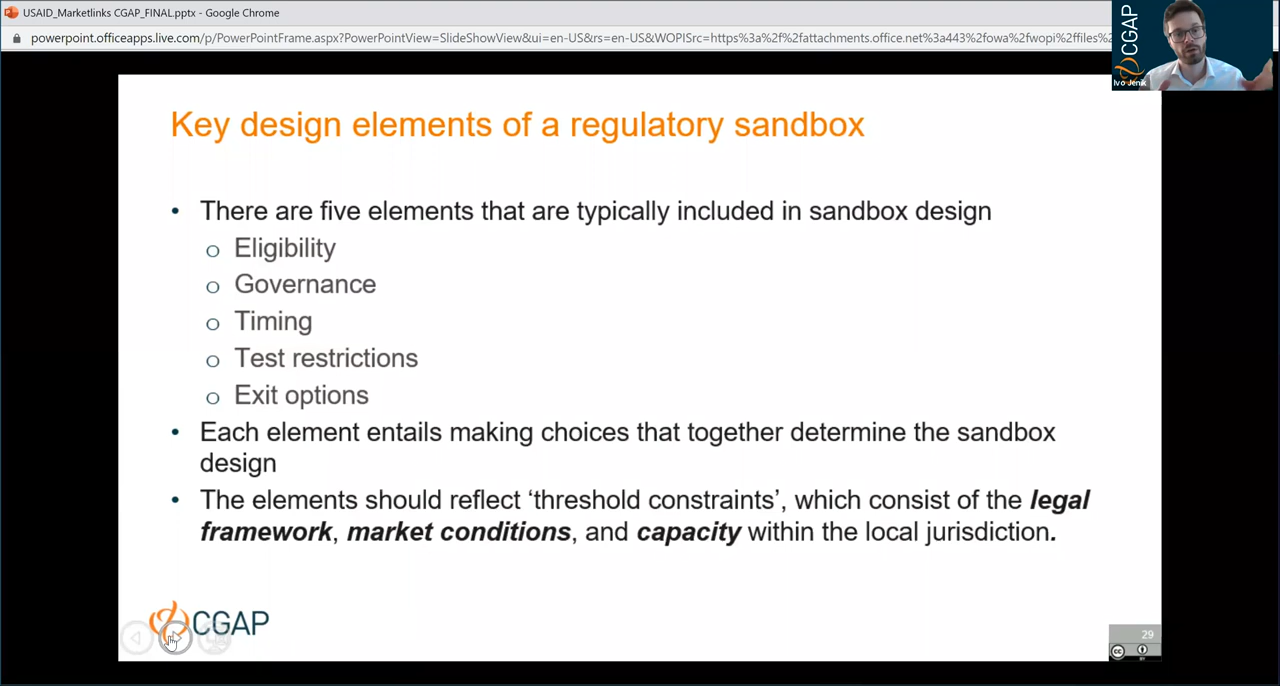 USAID_Marketlinks CGAP_FINAL.pptx - Google Chrome
powerpoint.officeapps.live.com/p/PowerPointFrame.aspx?PowerPointView=SlideShowView&ui=en-US&rs=en-US&WOPISrc=https%3a%2f%2fattachments.office.net%3a443%2fowa%2fwopi%2ffiles%2
CGAP
Ivo Jenik
Key design elements of a regulatory sandbox
• There are five elements that are typically included in sandbox design
o Eligibility
o Governance
o Timing
o Test restrictions
o Exit options
• Each element entails making choices that together determine the sandbox
design
• The elements should reflect ‘threshold constraints’, which consist of the legal
framework, market conditions, and capacity within the local jurisdiction.
CGAP
29
cc
BY